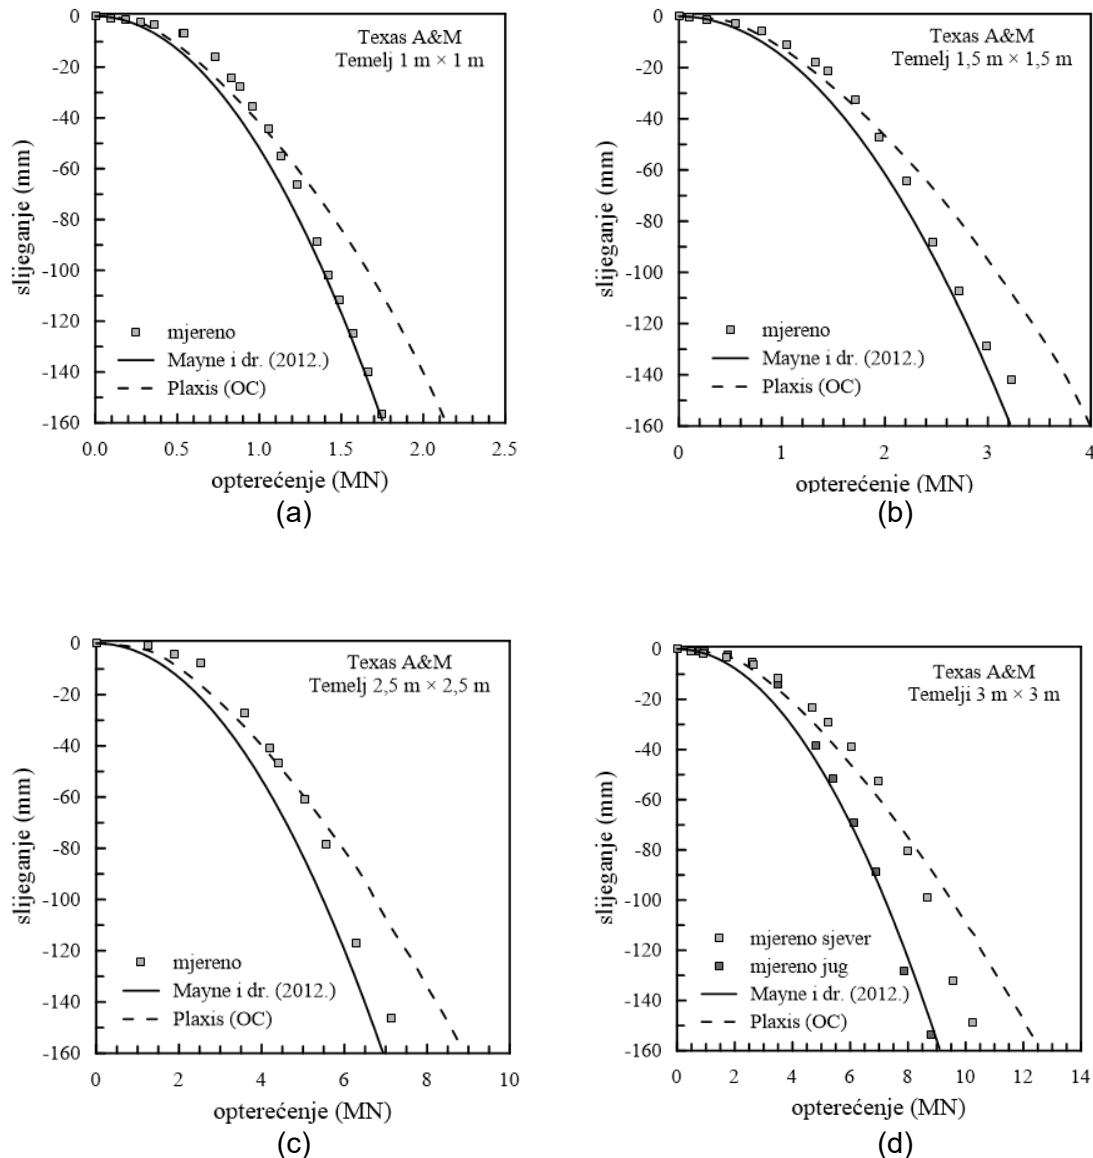 Texas A&M
Temelj 1 m × 1 m
0
-20
-40
-60
-80
-100
-120
-140
-160
slijeganje (mm)
mjereno
Mayne i dr. (2012.)
Plaxis (OC)
0.0 0.5 1.0 1.5 2.0 2.5
opterećenje (MN)
(a)
Texas A&M
Temelj 1,5 m × 1,5 m
0
-20
-40
-60
-80
-100
-120
-140
-160
slijeganje (mm)
mjereno
Mayne i dr. (2012.)
Plaxis (OC)
0 1 2 3 4
opterećenje (MN)
(b)
Texas A&M
Temelj 2,5 m × 2,5 m
0
-20
-40
-60
-80
-100
-120
-140
-160
slijeganje (mm)
mjereno
Mayne i dr. (2012.)
Plaxis (OC)
0 2 4 6 8 10
opterećenje (MN)
(c)
Texas A&M
Temelji 3 m × 3 m
0
-20
-40
-60
-80
-100
-120
-140
-160
slijeganje (mm)
mjereno sjever
mjereno jug
Mayne i dr. (2012.)
Plaxis (OC)
0 2 4 6 8 10 12 14
opterećenje (MN)
(d)